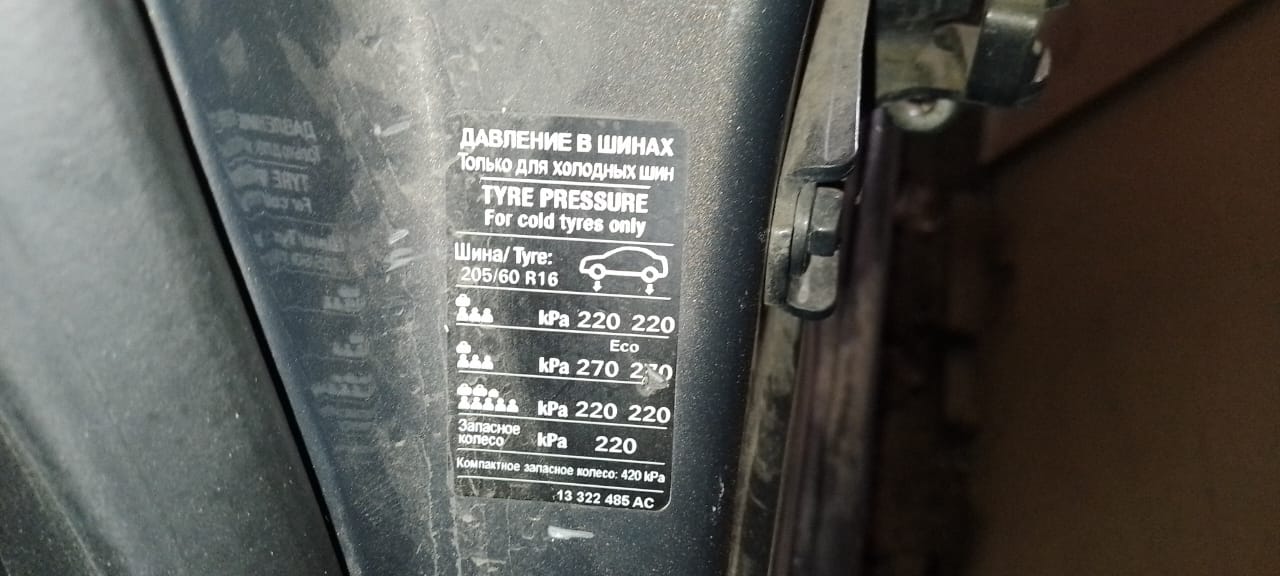 ДАВЛЕНИЕ В ШИНАХ
Только для холодных шин
TYRE PRESSURE
For cold tyres only
Шина/ Tyre:
205/60 R16
kPa 220 220
Eco
kPa 270 270
kPa 220 220
Запасное
колесо kPa 220
Компактное запасное колесо: 420 kPa
13 322 485 AC